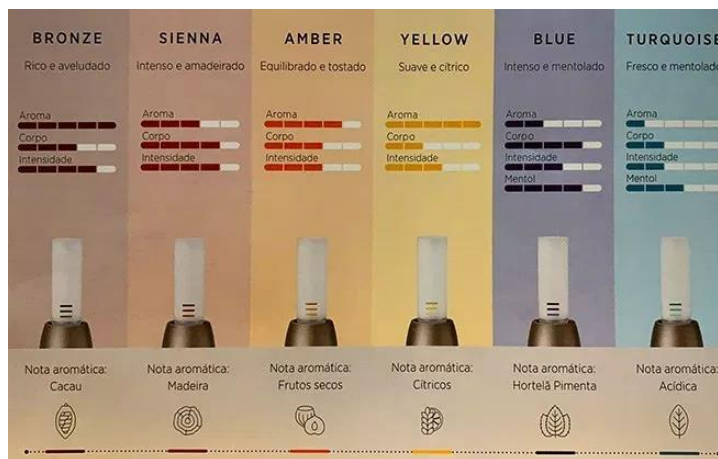 BRONZE
Rico e aveludado
Aroma
Corpo
Intensidade
Nota aromática:
Cacau
SIENNA
Intenso e amadeirado
Aroma
Corpo
Intensidade
Nota aromática:
Madeira
AMBER
Equilibrado e tostado
Aroma
Corpo
Intensidade
Nota aromática:
Frutos secos
YELLOW
Suave e cítrico
Aroma
Corpo
Intensidade
Nota aromática:
Cítricos
BLUE
Intenso e mentolado
Aroma
Corpo
Intensidade
Mentol
Nota aromática:
Hortelã Pimenta
TURQUOISE
Fresco e mentolado
Aroma
Corpo
Intensidade
Mentol
Nota aromática:
Acídica